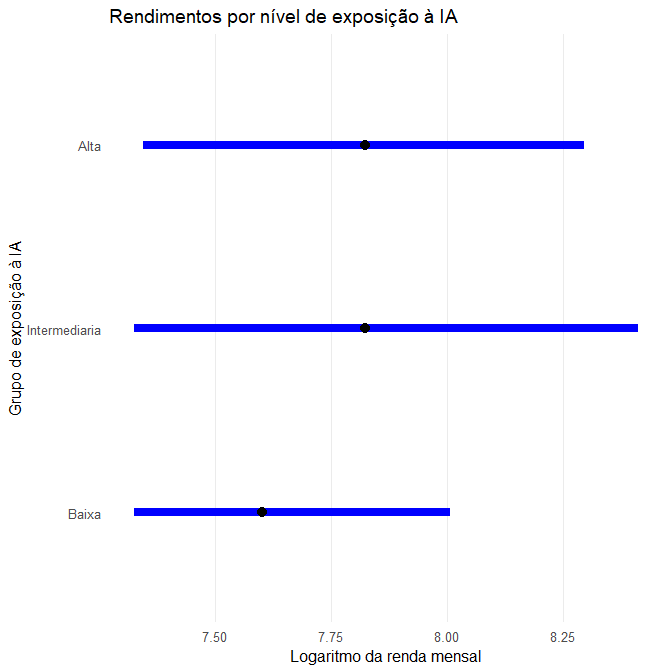 Rendimentos por nível de exposição à IA
Grupo de exposição à IA
Alta
Intermediaria
Baixa
7.50
7.75
8.00
8.25
Logaritmo da renda mensal